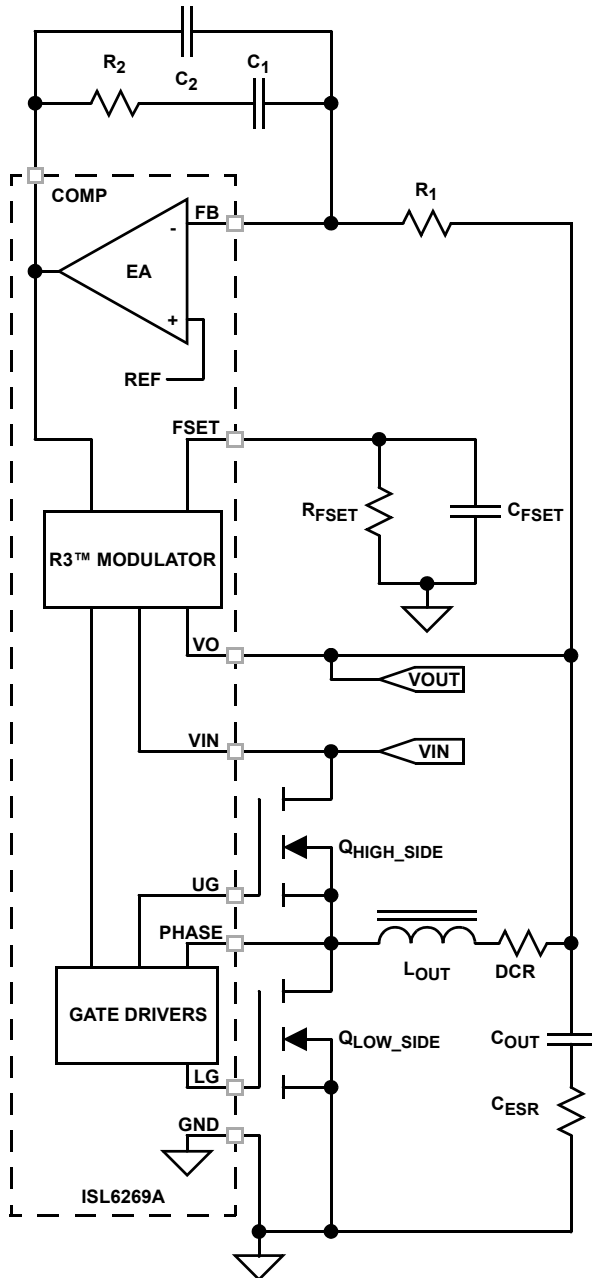 R2
C2
C1
COMP
FB
R1
-
EA
+
REF
FSET
RFSET
CFSET
R3™ MODULATOR
VO
VOUT
VIN
VIN
QHIGH_SIDE
UG
PHASE
LOUT
DCR
GATE DRIVERS
QLOW_SIDE
COUT
LG
CESR
GND
ISL6269A